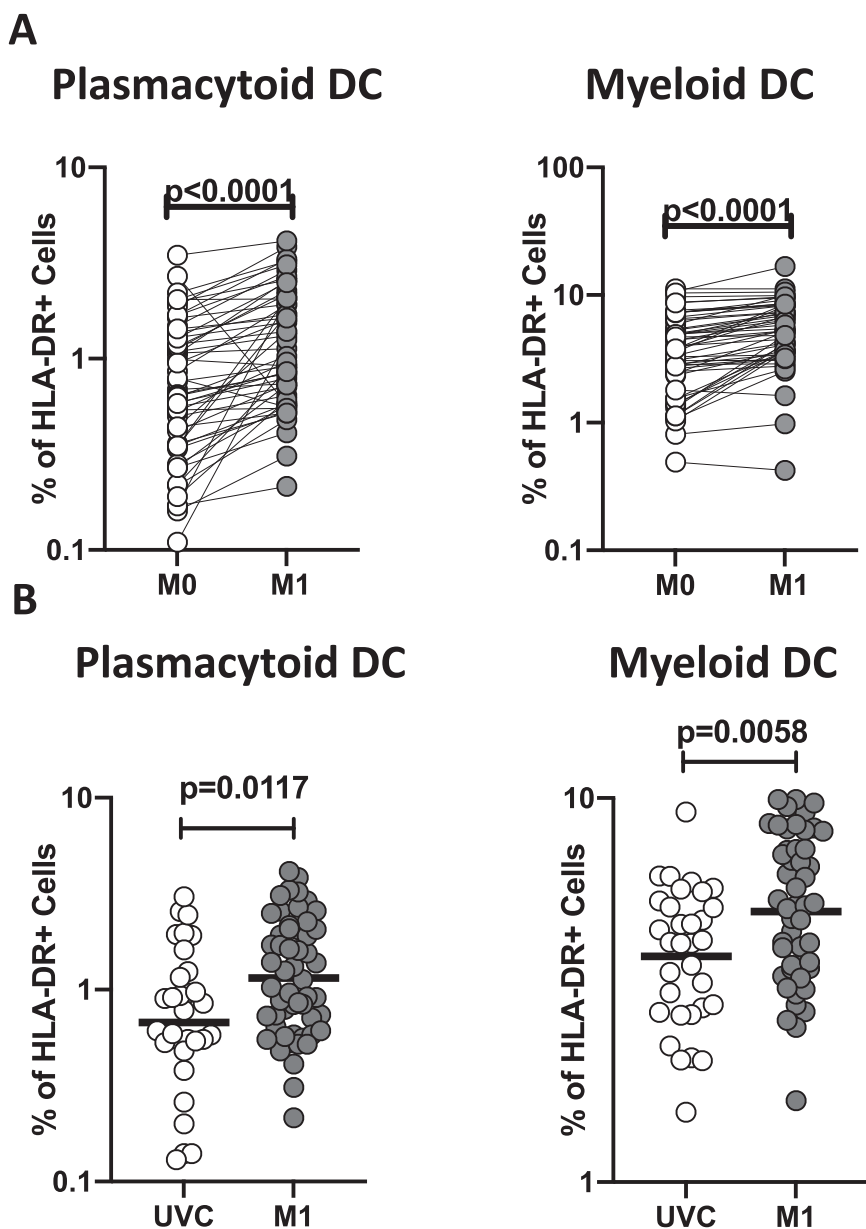 A
Plasmacytoid DC
% of HLA-DR+ Cells
10
1
0.1
p<0.0001
M0
M1
Myeloid DC
% of HLA-DR+ Cells
100
10
1
0.1
p<0.0001
M0
M1
B
Plasmacytoid DC
% of HLA-DR+ Cells
10
1
0.1
p=0.0117
UVC
M1
Myeloid DC
% of HLA-DR+ Cells
10
1
p=0.0058
UVC
M1